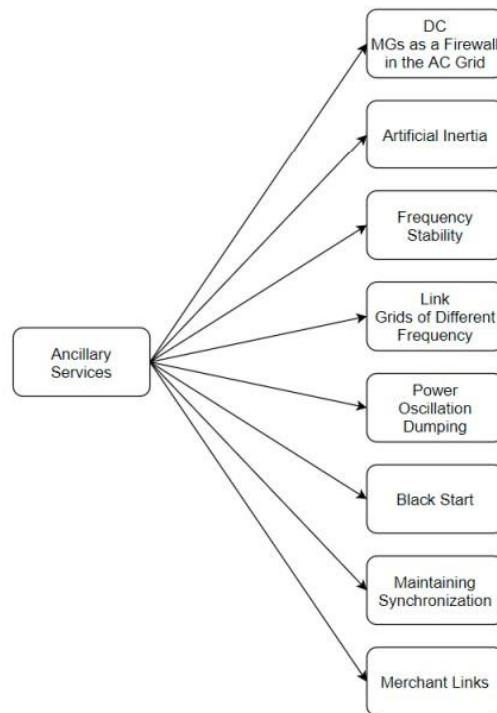 DC
MGs as a Firewall
in the AC Grid
Artificial Inertia
Frequency
Stability
Link
Grids of Different
Frequency
Ancillary
Services
Power
Oscillation
Dumping
Black Start
Maintaining
Synchronization
Merchant Links